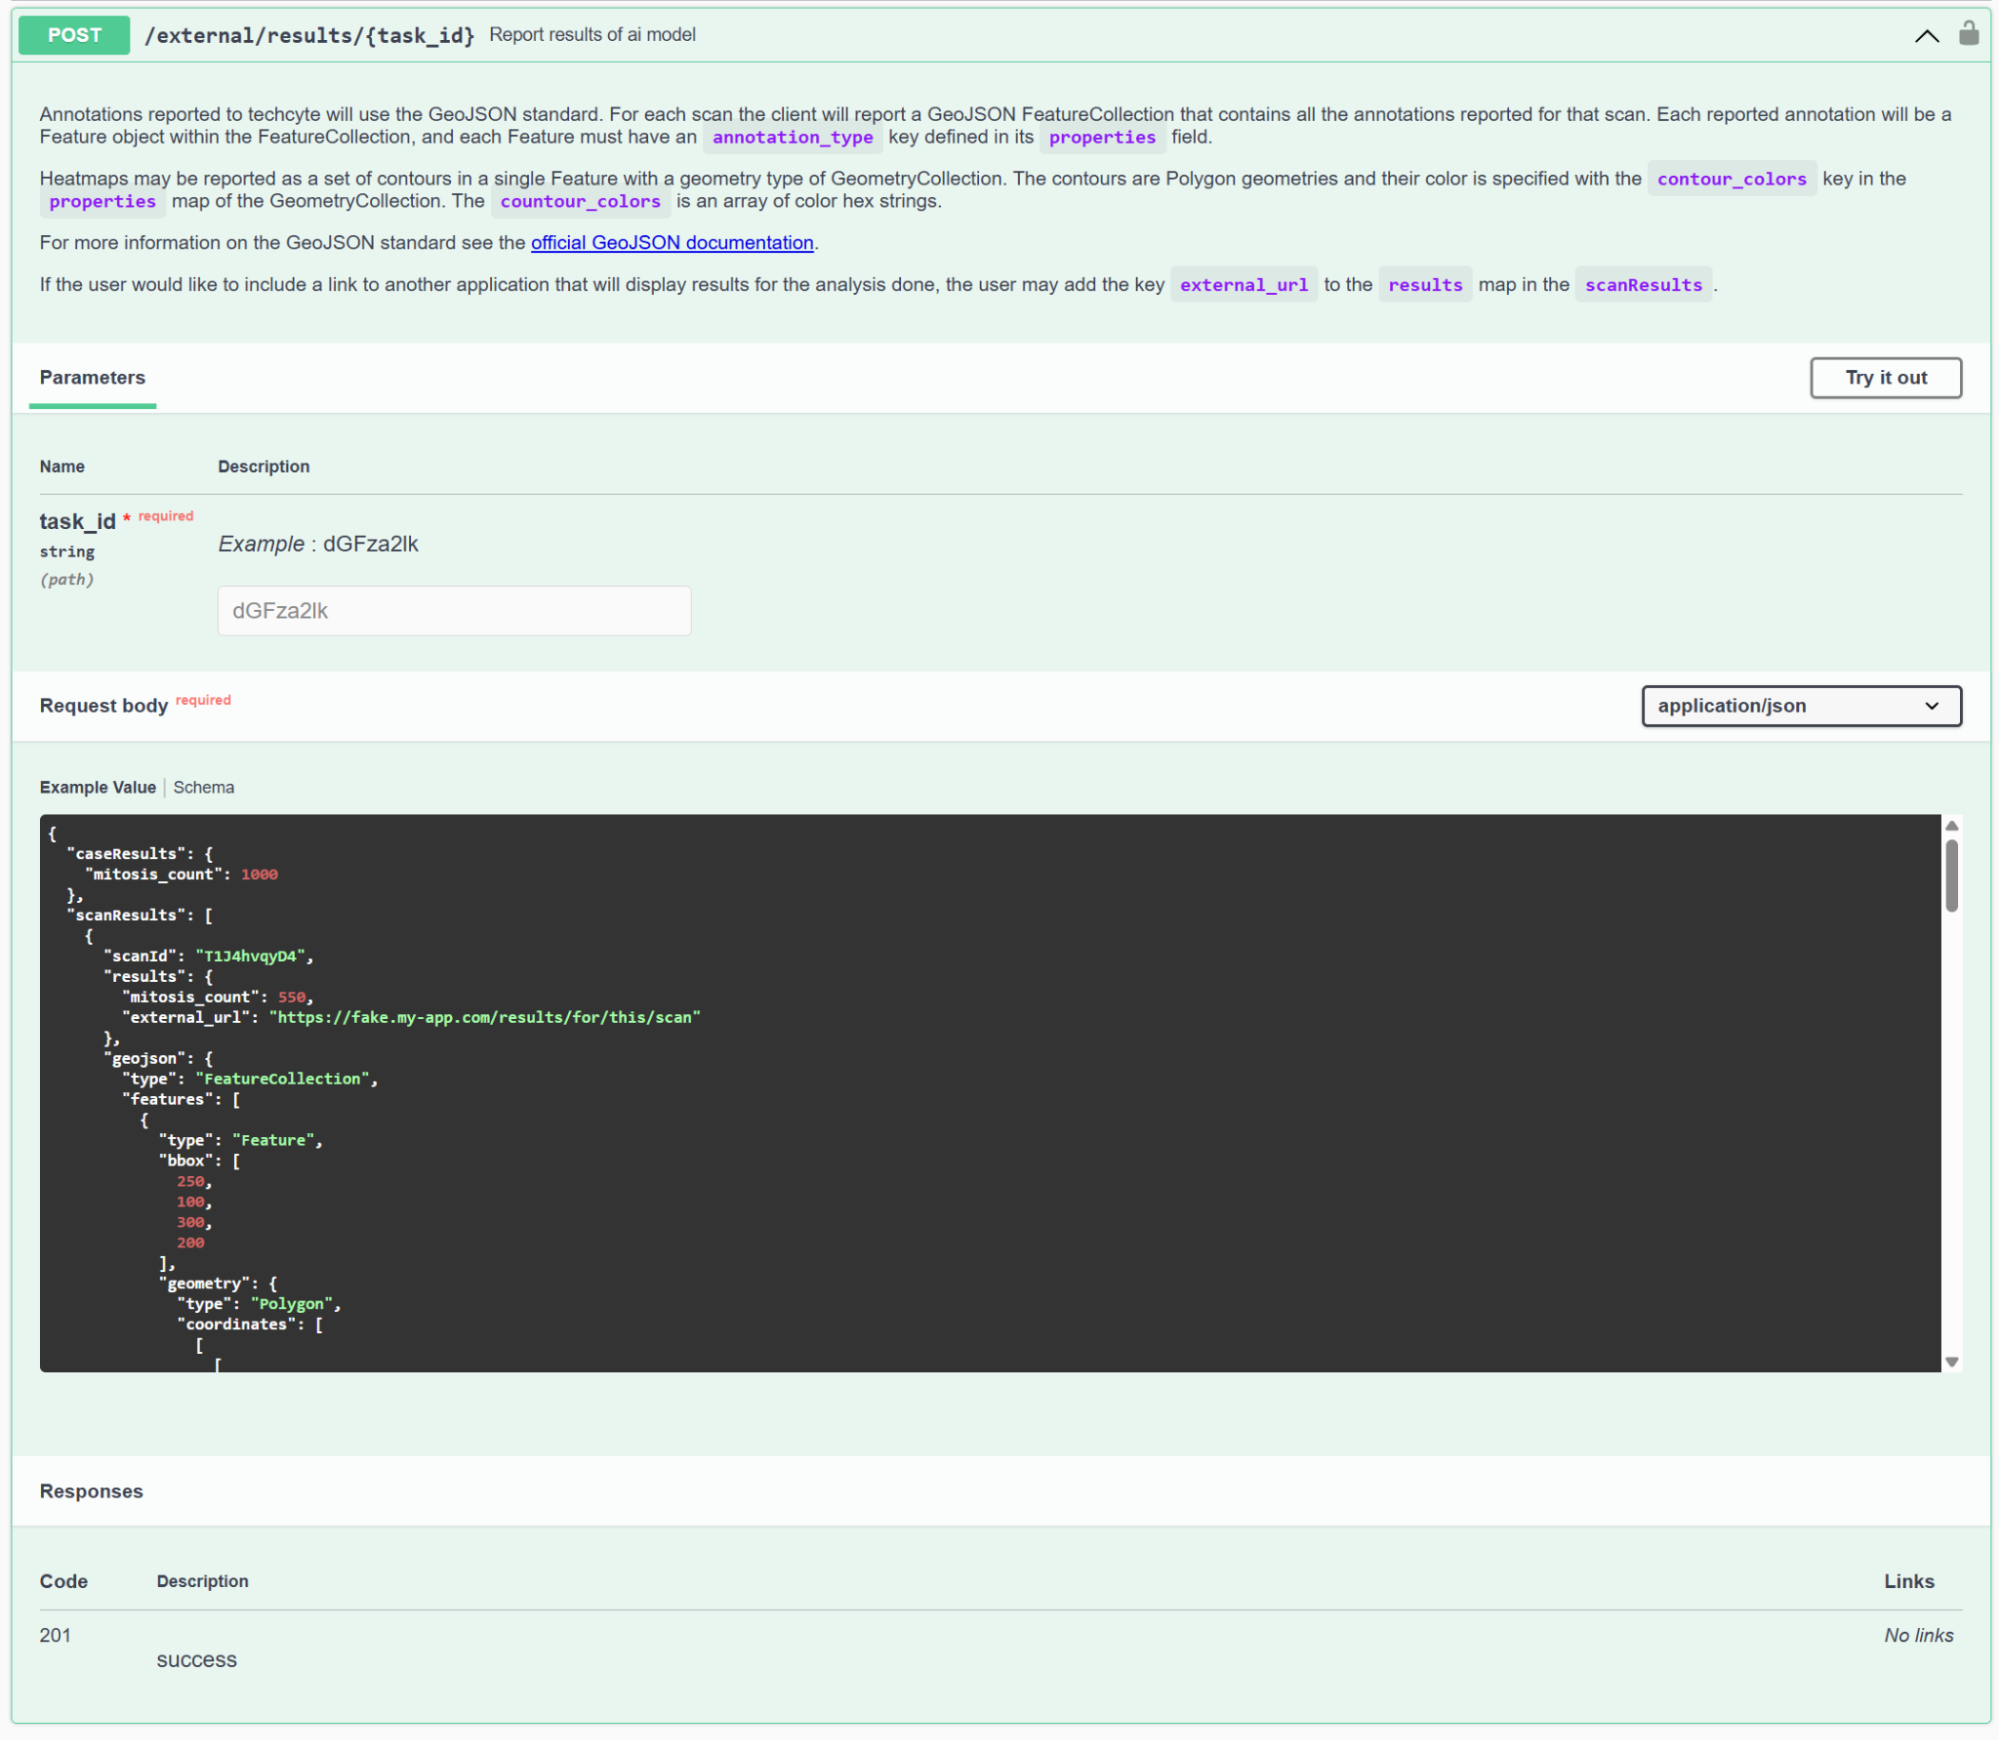 POST /external/results/{task_id} Report results of ai model
Annotations reported to techcyte will use the GeoJSON standard. For each scan the client will report a GeoJSON FeatureCollection that contains all the annotations reported for that scan. Each reported annotation will be a
Feature object within the FeatureCollection, and each Feature must have an annotation_type key defined in its properties field.
Heatmaps may be reported as a set of contours in a single Feature with a geometry type of GeometryCollection. The contours are Polygon geometries and their color is specified with the contour_colors key in the
properties map of the GeometryCollection. The countour_colors is an array of color hex strings.
For more information on the GeoJSON standard see the official GeoJSON documentation.
If the user would like to include a link to another application that will display results for the analysis done, the user may add the key external_url to the results map in the scanResults .
Parameters
Try it out
Name Description
task_id * required
string
(path)
Example : dGFza2lk
dGFza2lk
Request body required
application/json
Example Value | Schema
{
"caseResults": {
"mitosis_count": 1000
},
"scanResults": [
{
"scanId": "T1J4hvqyD4",
"results": {
"mitosis_count": 550,
"external_url": "https://fake.my-app.com/results/for/this/scan"
},
"geojson": {
"type": "FeatureCollection",
"features": [
{
"type": "Feature",
"bbox": [
250,
100,
300,
200
],
"geometry": {
"type": "Polygon",
"coordinates": [
[
[
Responses
Code Description Links
201 No links
success